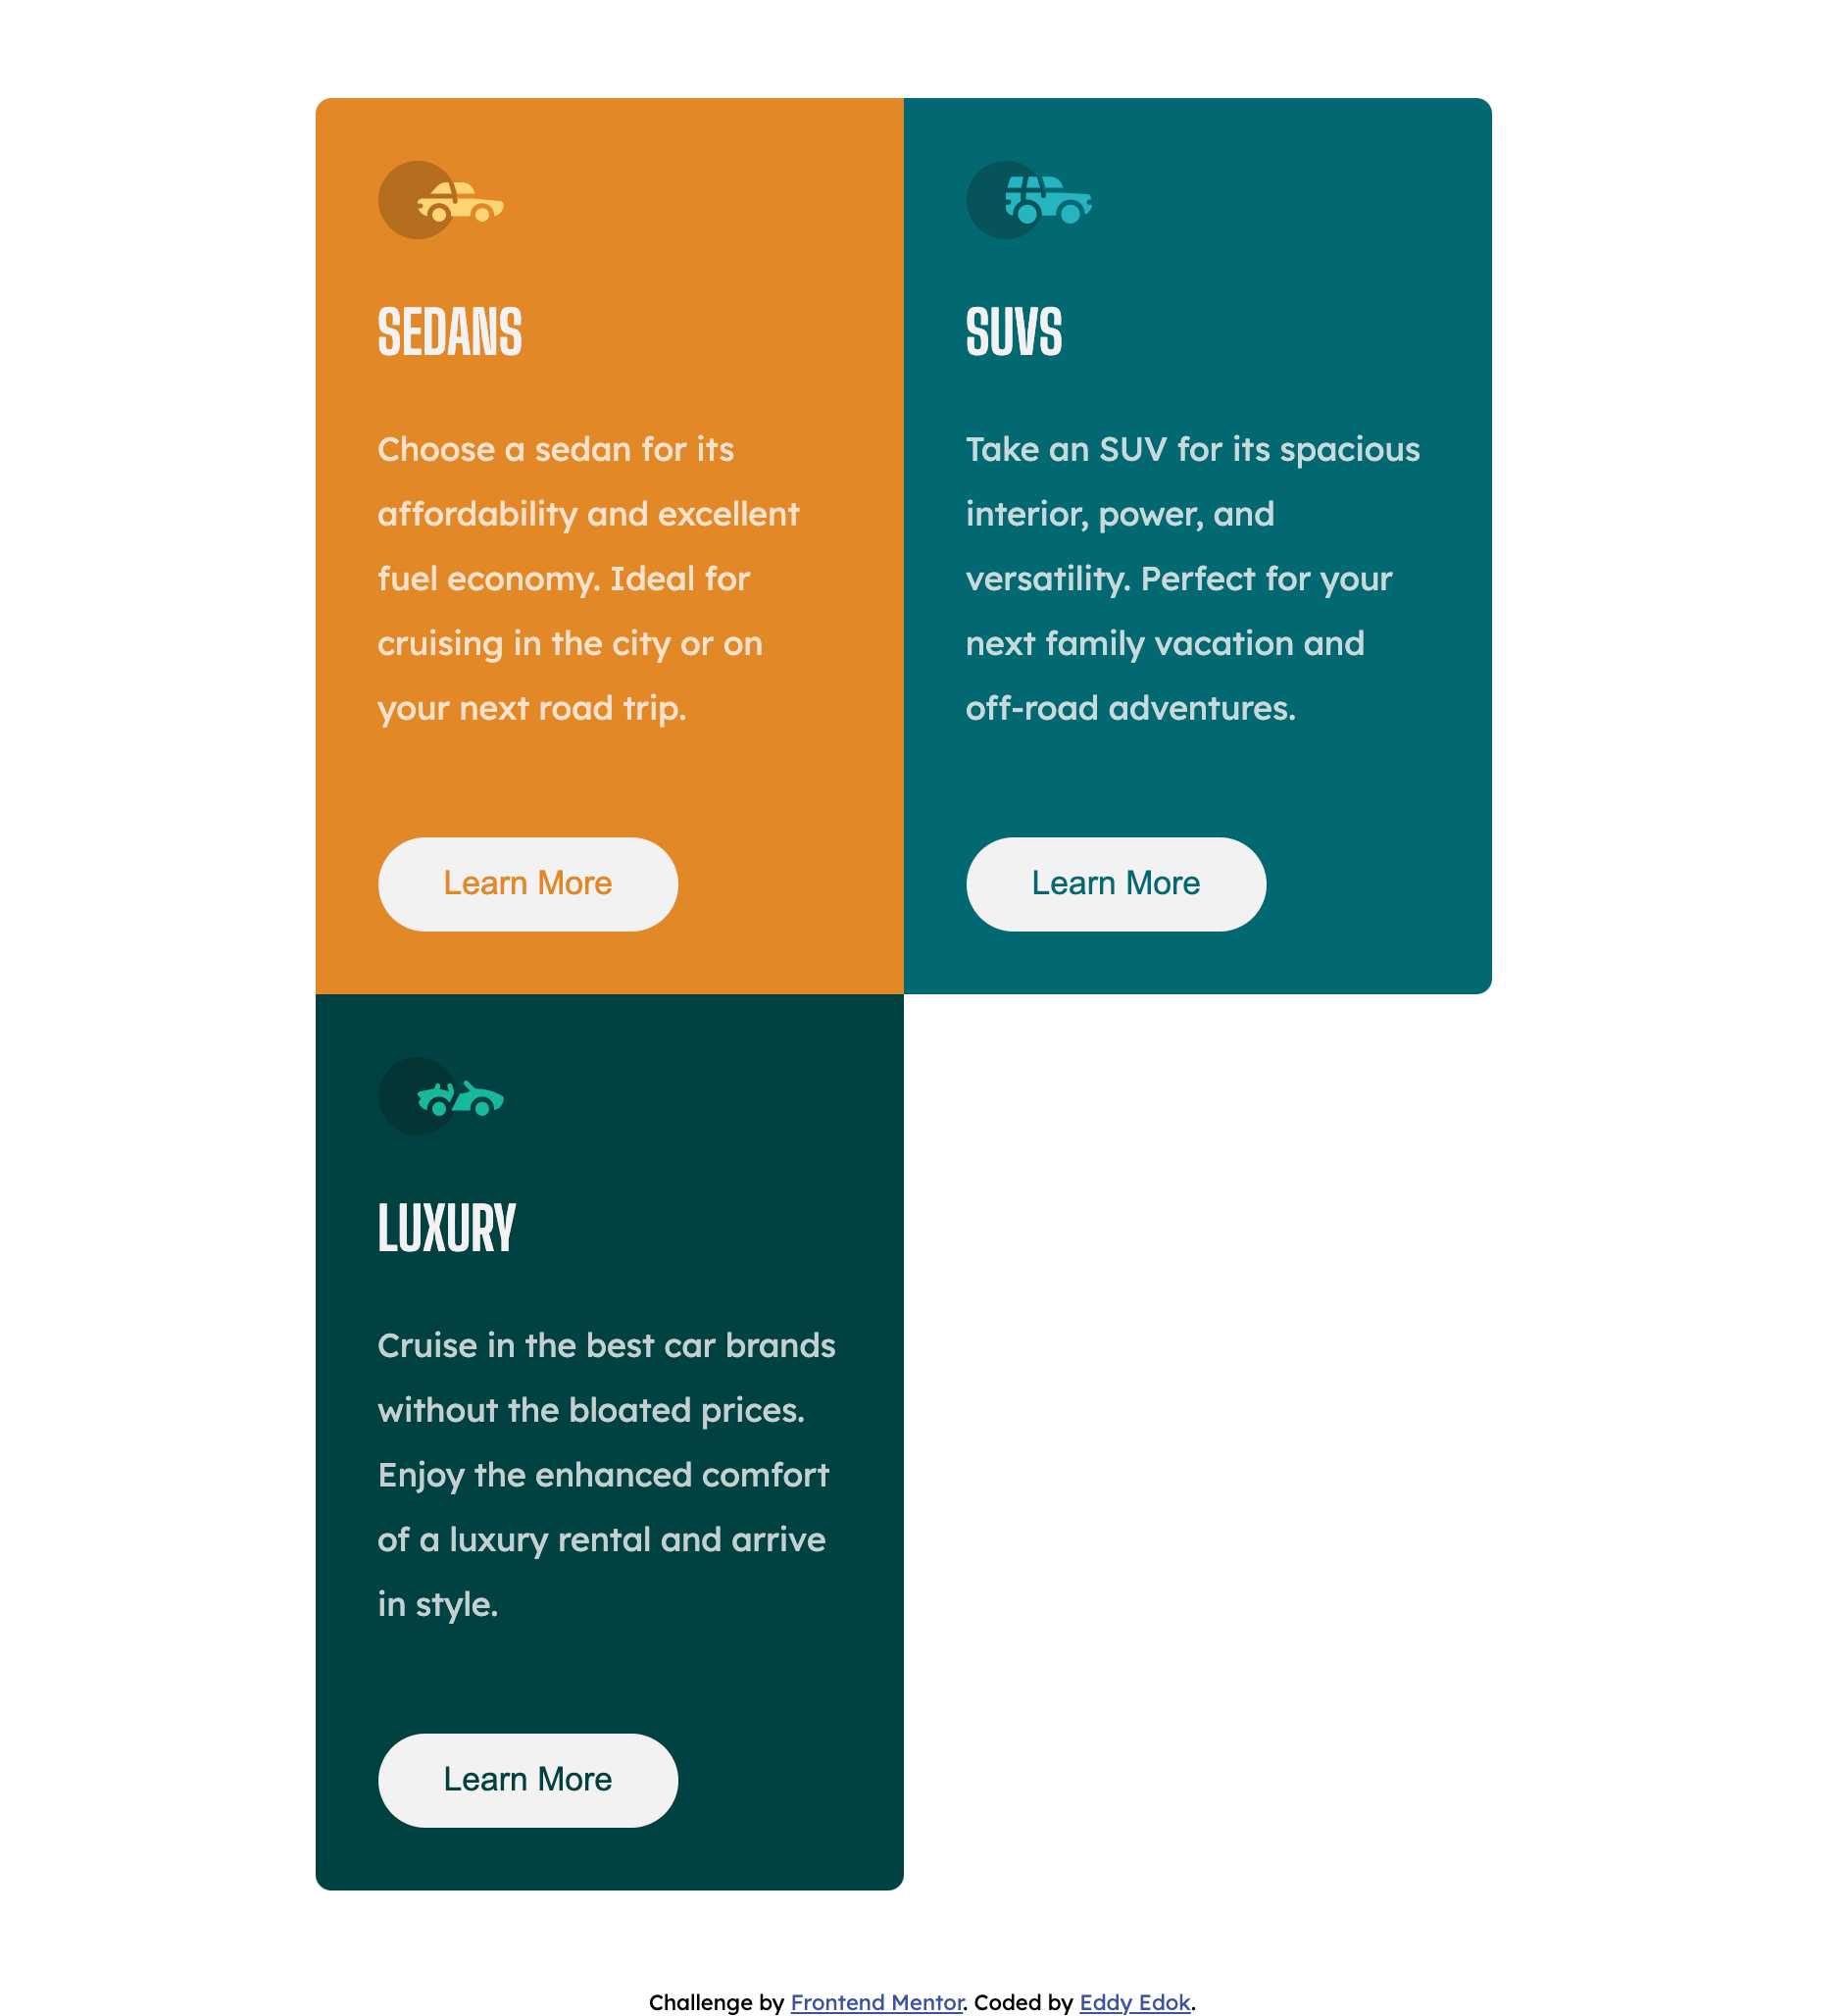 SEDANS
Choose a sedan for its
affordability and excellent
fuel economy. Ideal for
cruising in the city or on
your next road trip.
Learn More
SUVS
Take an SUV for its spacious
interior, power, and
versatility. Perfect for your
next family vacation and
off-road adventures.
Learn More
LUXURY
Cruise in the best car brands
without the bloated prices.
Enjoy the enhanced comfort
of a luxury rental and arrive
in style.
Learn More
Challenge by Frontend Mentor. Coded by Eddy Edok.